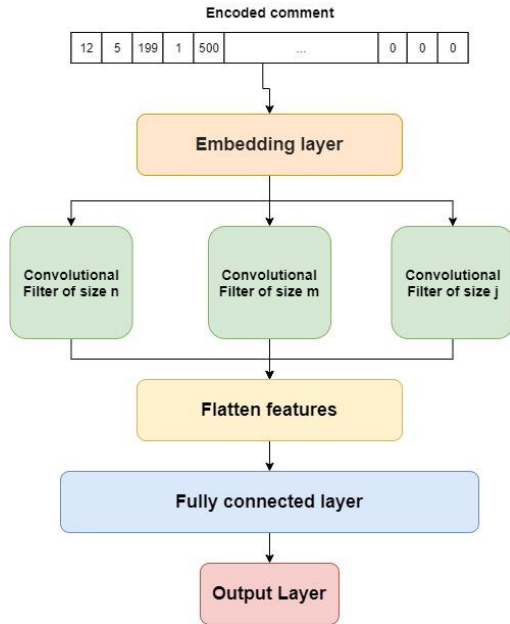 Encoded comment
12 5 199 1 500 ... 0 0 0
Embedding layer
Convolutional
Filter of size n
Convolutional
Filter of size m
Convolutional
Filter of size j
Flatten features
Fully connected layer
Output Layer